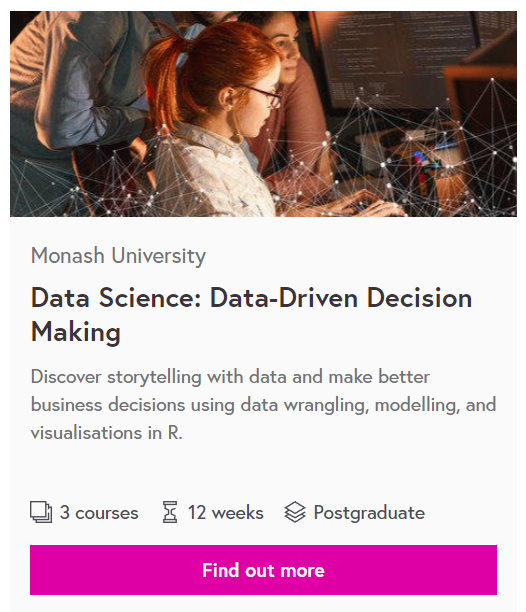 Monash University
Data Science: Data-Driven Decision
Making
Discover storytelling with data and make better
business decisions using data wrangling, modelling, and
visualisations in R.
3 courses 12 weeks Postgraduate
Find out more